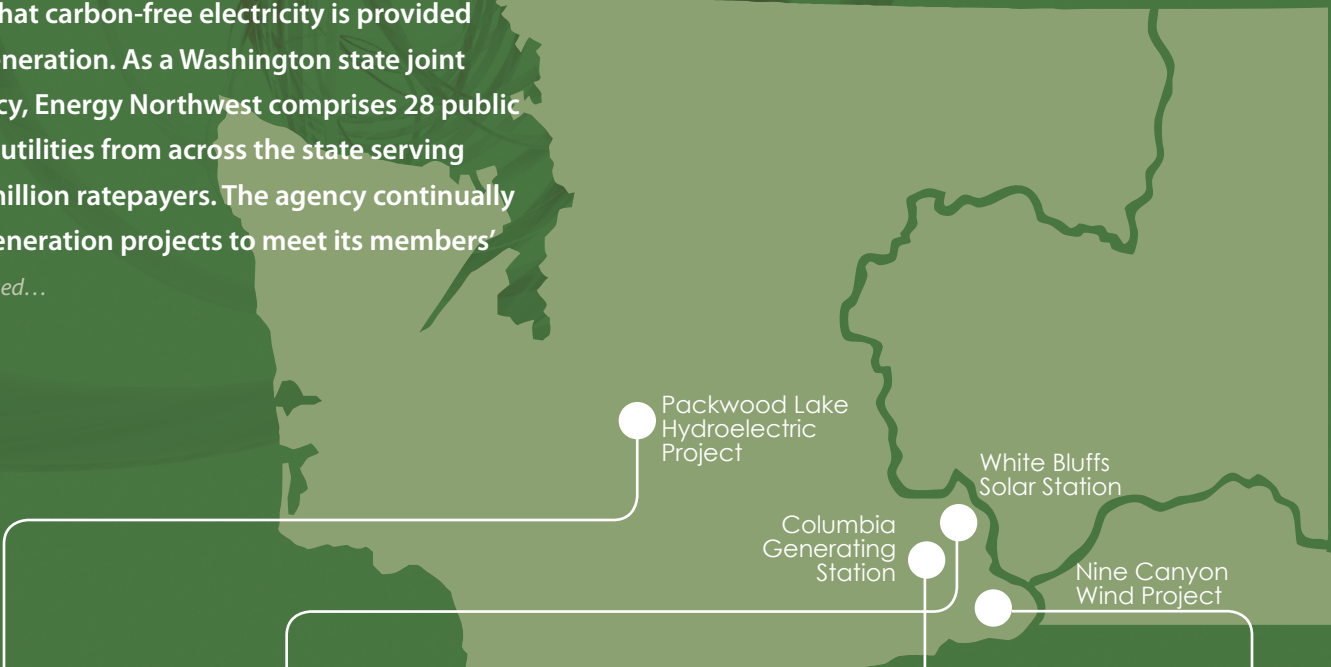 hat carbon-free electricity is provided
neration. As a Washington state joint
cy, Energy Northwest comprises 28 public
utilities from across the state serving
illion ratepayers. The agency continually
eneration projects to meet its members’
ed…
Packwood Lake
Hydroelectric
Project
White Bluffs
Solar Station
Columbia
Generating
Station
Nine Canyon
Wind Project